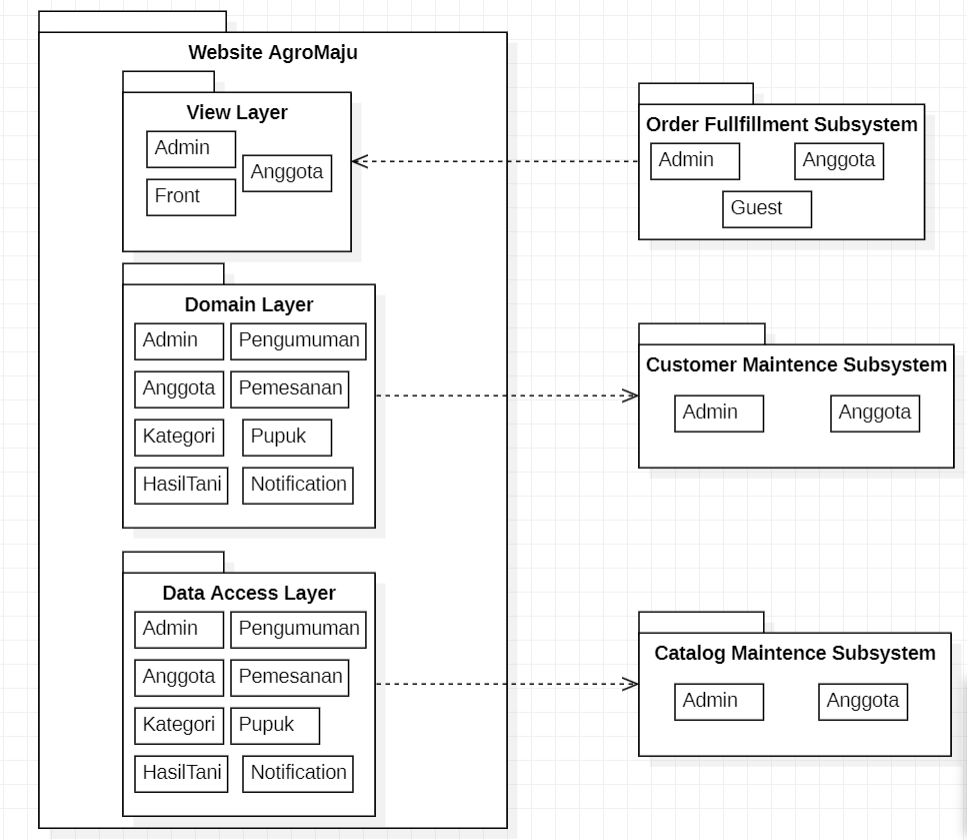 Website AgroMaju
View Layer
Admin
Anggota
Front
Domain Layer
Admin
Pengumuman
Anggota
Pemesanan
Kategori
Pupuk
HasilTani
Notification
Data Access Layer
Admin
Pengumuman
Anggota
Pemesanan
Kategori
Pupuk
HasilTani
Notification
Order Fullfillment Subsystem
Admin
Anggota
Guest
Customer Maintence Subsystem
Admin
Anggota
Catalog Maintence Subsystem
Admin
Anggota